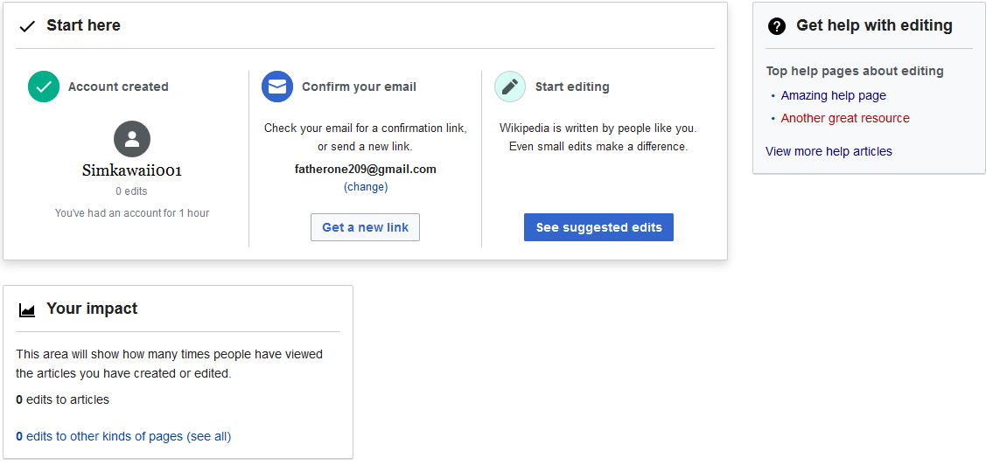 Start here
Account created
Simkawaii001
0 edits
You've had an account for 1 hour
Confirm your email
Check your email for a confirmation link,
or send a new link.
fatherone209@gmail.com
(change)
Get a new link
Start editing
Wikipedia is written by people like you.
Even small edits make a difference.
See suggested edits
Get help with editing
Top help pages about editing
Amazing help page
Another great resource
View more help articles
Your impact
This area will show how many times people have viewed
the articles you have created or edited.
0 edits to articles
0 edits to other kinds of pages (see all)